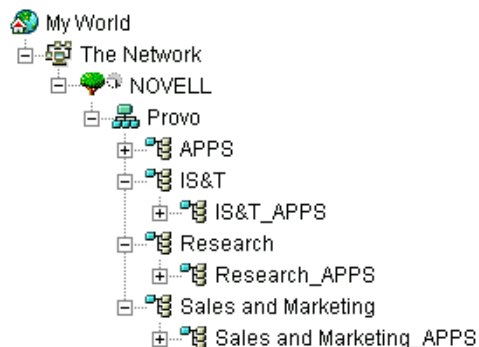 My World
The Network
NOVELL
Provo
APPS
IS&T
IS&T_APPS
Research
Research_APPS
Sales and Marketing
Sales and Marketing_APPS